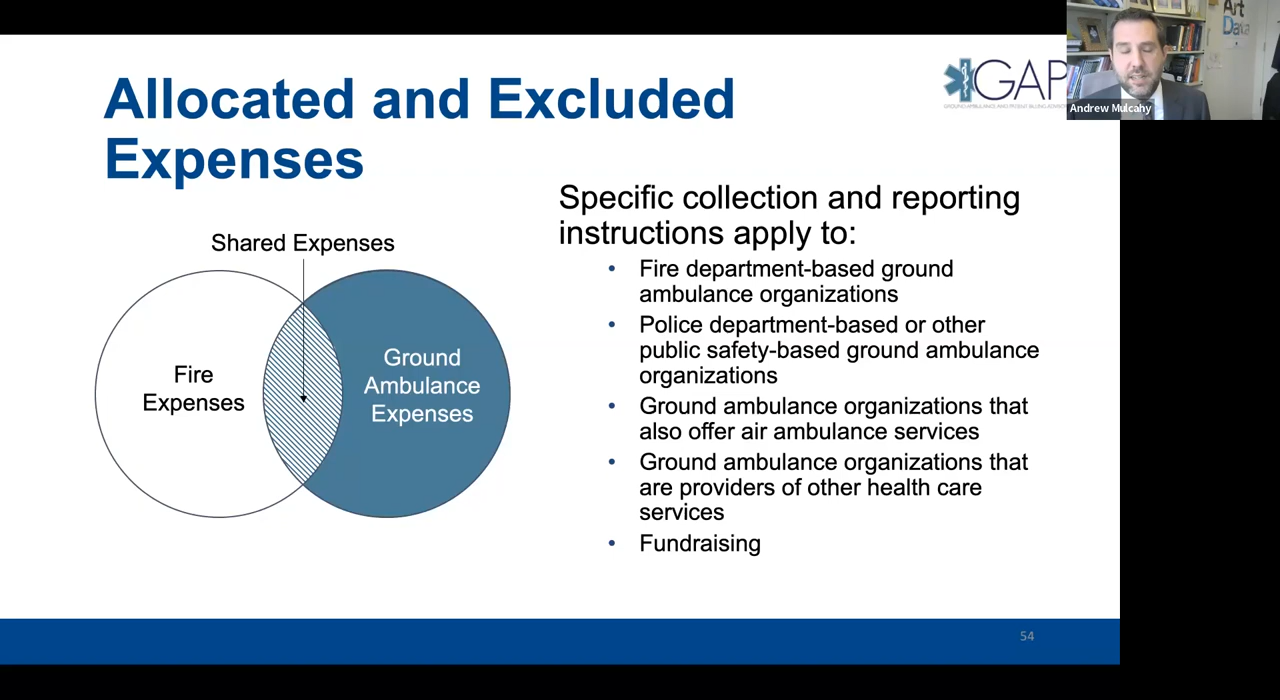 Art
Data
GAP
Andrew Mulcahy
Allocated and Excluded
Expenses
Specific collection and reporting
instructions apply to:
• Fire department-based ground
ambulance organizations
• Police department-based or other
public safety-based ground ambulance
organizations
• Ground ambulance organizations that
also offer air ambulance services
• Ground ambulance organizations that
are providers of other health care
services
• Fundraising
Shared Expenses
Fire
Expenses
Ground
Ambulance
Expenses
54